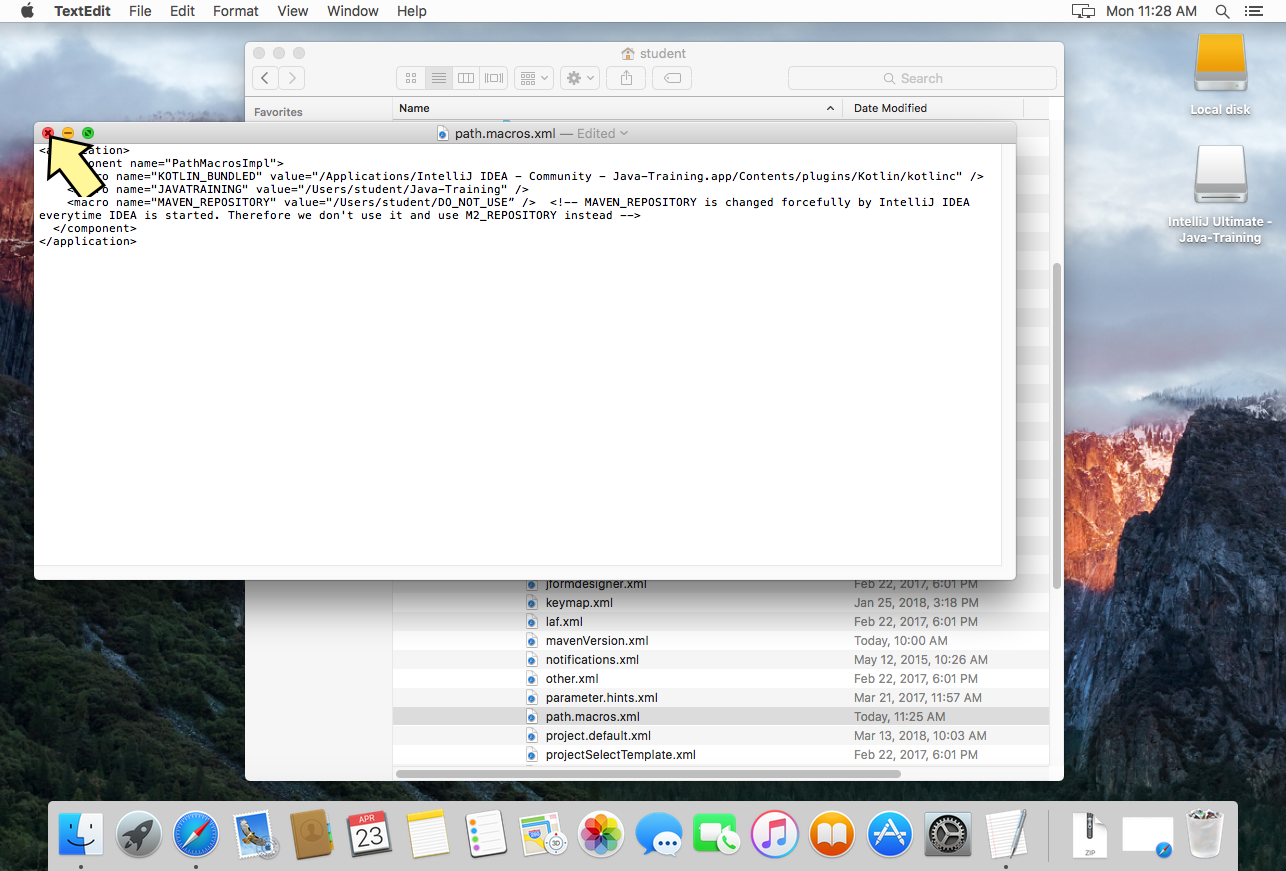 TextEdit File Edit Format View Window Help Mon 11:28 AM
student
Search
Favorites Name Date Modified
path.macros.xml — Edited
<application>
name="PathMacrosImpl">
name="KOTLIN_BUNDLED" value="/Applications/IntelliJ IDEA - Community - Java-Training.app/Contents/plugins/Kotlin/kotlinc" />
name="JAVATRAINING" value="/Users/student/Java-Training" />
<macro name="MAVEN_REPOSITORY" value="/Users/student/DO_NOT_USE” /> <!-- MAVEN_REPOSITORY is changed forcefully by IntelliJ IDEA
everytime IDEA is started. Therefore we don't use it and use M2_REPOSITORY instead -->
</component>
</application>
jformdesigner.xml Feb 22, 2017, 6:01 PM
keymap.xml Jan 25, 2018, 3:18 PM
laf.xml Feb 22, 2017, 6:01 PM
mavenVersion.xml Today, 10:00 AM
notifications.xml May 12, 2015, 10:26 AM
other.xml Feb 22, 2017, 6:01 PM
parameter.hints.xml Mar 21, 2017, 11:57 AM
path.macros.xml Today, 11:25 AM
project.default.xml Mar 13, 2018, 10:03 AM
projectSelectTemplate.xml Feb 22, 2017, 6:01 PM
Local disk
IntelliJ Ultimate -
Java-Training
APR
23
3D
ZIP